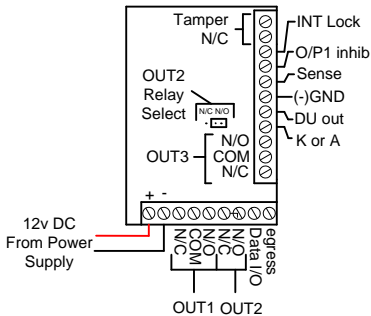 Tamper
N/C
INT Lock
O/P1 inhib
Sense
(-)GND
DU out
K or A
OUT2
Relay
Select
N/C N/O
OUT3
N/O
COM
N/C
+ -
12v DC
From Power
Supply
N/C
COM
N/O
N/C
N/O
Data I/O
egress
OUT1 OUT2